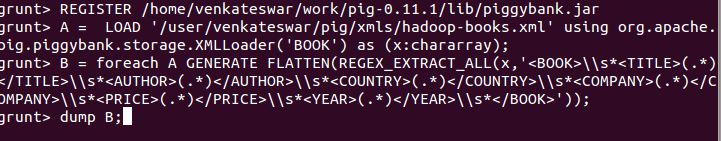 grunt> REGISTER /home/venkateswar/work/pig-0.11.1/lib/piggybank.jar
grunt> A =  LOAD '/user/venkateswar/pig/xmls/hadoop-books.xml' using org.apache.
pig.piggybank.storage.XMLLoader('BOOK') as (x:chararray);
grunt> B = foreach A GENERATE FLATTEN(REGEX_EXTRACT_ALL(x,'<BOOK>\\s*<TITLE>(.*)
</TITLE>\\s*<AUTHOR>(.*)</AUTHOR>\\s*<COUNTRY>(.*)</COUNTRY>\\s*<COMPANY>(.*)</C
OMPANY>\\s*<PRICE>(.*)</PRICE>\\s*<YEAR>(.*)</YEAR>\\s*</BOOK>'));
grunt> dump B;